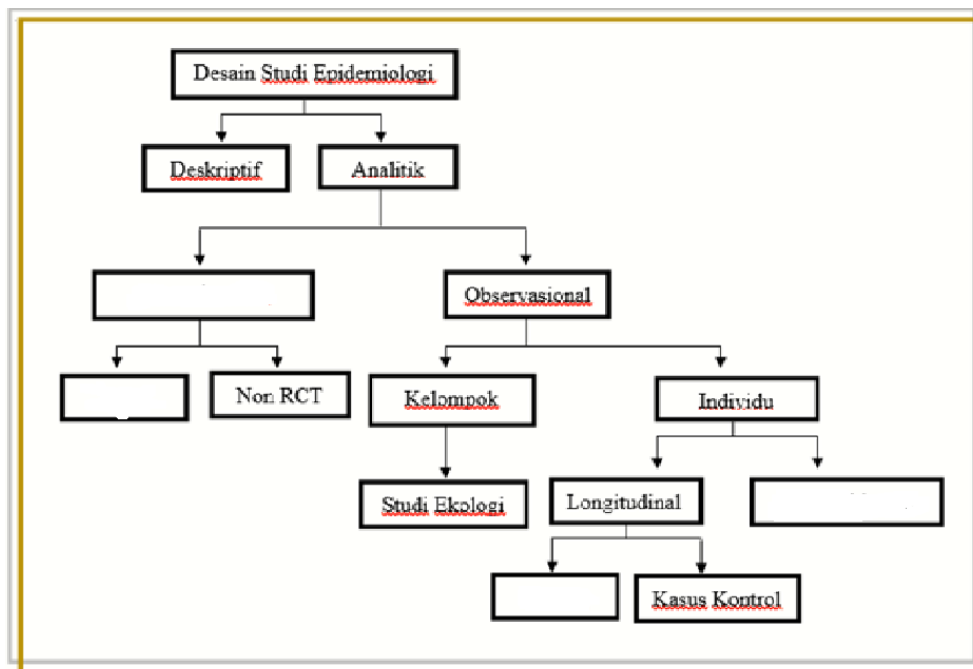 Desain Studi Epidemiologi
Deskriptif
Analitik
Observasional
Non RCT
Kelompok
Individu
Studi Ekologi
Longitudinal
Kasus Kontrol